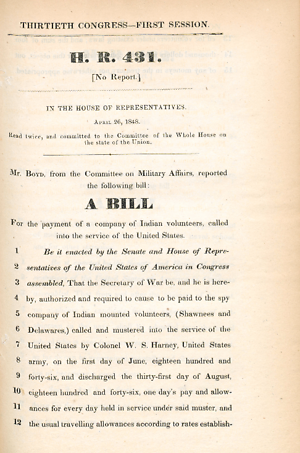 THIRTIETH CONGRESS—FIRST SESSION.
H. R. 431.
[No Report.]
IN THE HOUSE OF REPRESENTATIVES.
APRIL 26, 1848.
Read twice, and committed to the Committee of the Whole House on
the state of the Union.
Mr. BOYD, from the Committee on Military Affairs, reported
the following bill:
A BILL
For the payment of a company of Indian volunteers, called
into the service of the United States.
1 Be it enacted by the Senate and House of Repre-
2 sentatives of the United States of America in Congress
3 assembled, That the Secretary of War be, and he is here-
4 by, authorized and required to cause to be paid to the spy
5 company of Indian mounted volunteers, (Shawnees and
6 Delawares,) called and mustered into the service of the
7 United States by Colonel W. S. Harney, United States
8 army, on the first day of June, eighteen hundred and
9 forty-six, and discharged the thirty-first day of August,
10 eighteen hundred and forty-six, one day's pay and allow-
11 ances for every day held in service under said muster, and
12 the usual travelling allowances according to rates establish-